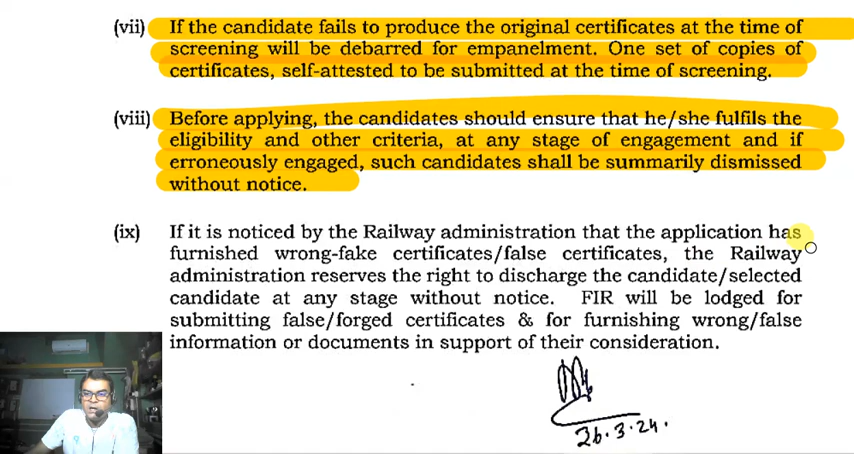 (vii) If the candidate fails to produce the original certificates at the time of
screening will be debarred for empanelment. One set of copies of
certificates, self-attested to be submitted at the time of screening.
(viii) Before applying, the candidates should ensure that he/she fulfils the
eligibility and other criteria, at any stage of engagement and if
erroneously engaged, such candidates shall be summarily dismissed
without notice.
(ix) If it is noticed by the Railway administration that the application has
furnished wrong-fake certificates/false certificates, the Railway
administration reserves the right to discharge the candidate/selected
candidate at any stage without notice. FIR will be lodged for
submitting false/forged certificates & for furnishing wrong/false
information or documents in support of their consideration.
26.3.24.